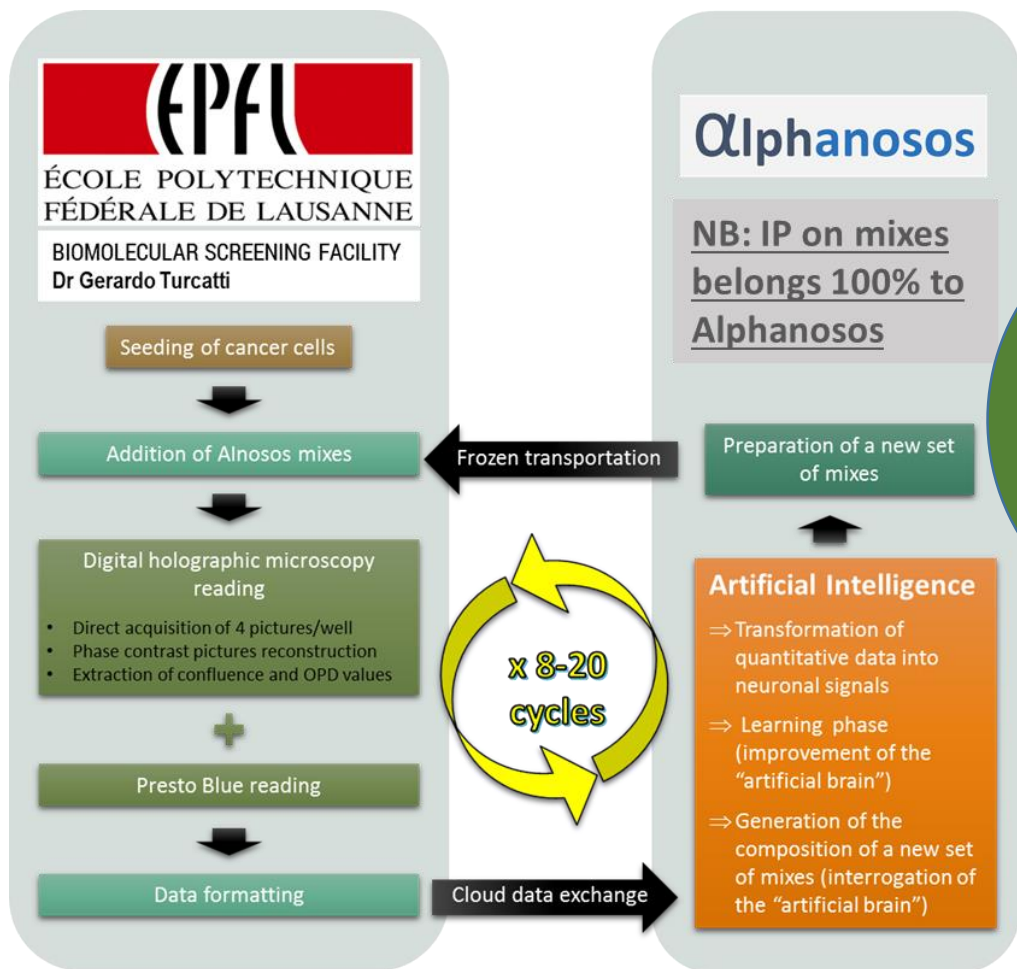 EPFL
ÉCOLE POLYTECHNIQUE
FÉDÉRALE DE LAUSANNE
BIOMOLECULAR SCREENING FACILITY
Dr Gerardo Turcatti
Seeding of cancer cells
Addition of Alnosos mixes
Digital holographic microscopy
reading
• Direct acquisition of 4 pictures/well
• Phase contrast pictures reconstruction
• Extraction of confluence and OPD values
+
Presto Blue reading
Data formatting
Frozen transportation
x 8-20
cycles
Cloud data exchange
αlphanosos
NB: IP on mixes
belongs 100% to
Alphanosos
Preparation of a new set
of mixes
Artificial Intelligence
⇒ Transformation of
quantitative data into
neuronal signals
⇒ Learning phase
(improvement of the
“artificial brain”)
⇒ Generation of the
composition of a new set
of mixes (interrogation of
the “artificial brain”)